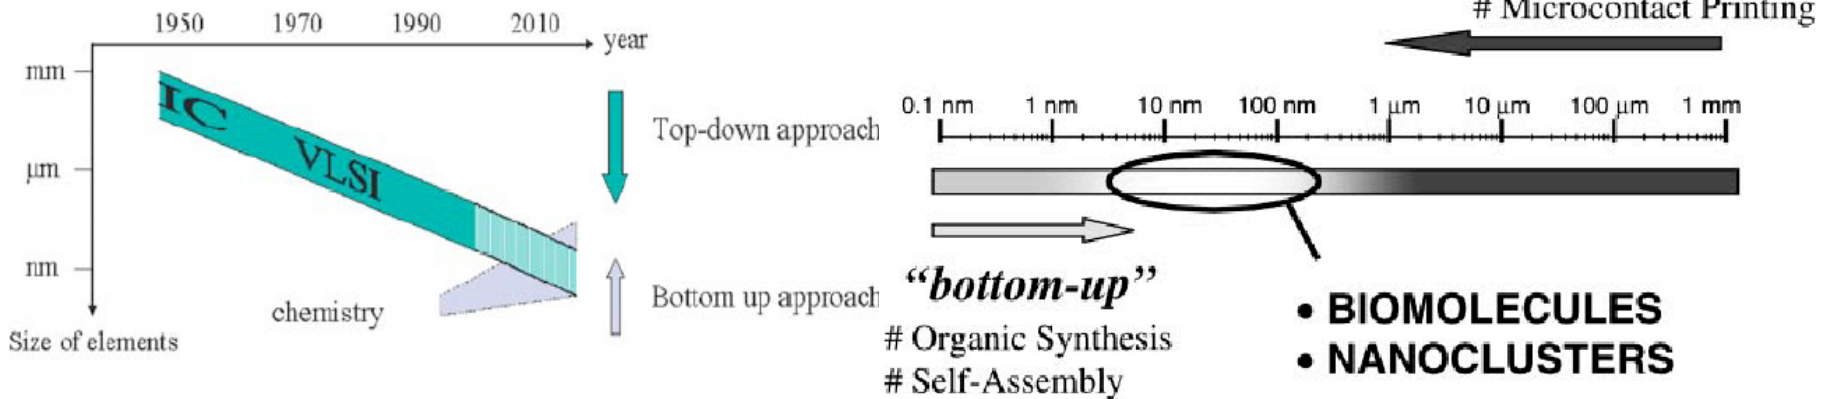 1950 1970 1990 2010
year
mm
IC
VLSI
Top-down approach
μm
nm
chemistry
Bottom up approach
Size of elements
# Microcontact Printing
0.1 nm 1 nm 10 nm 100 nm 1 μm 10 μm 100 μm 1 mm
“bottom-up”
# Organic Synthesis
# Self-Assembly
• BIOMOLECULES
• NANOCLUSTERS